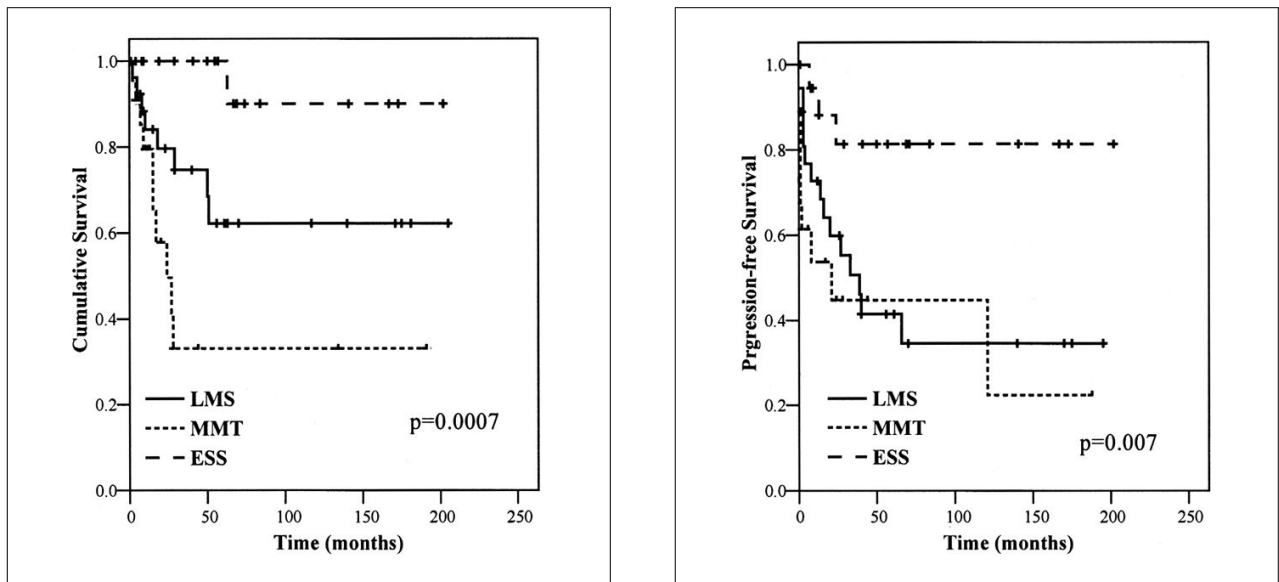 Cumulative Survival
1.0
0.8
0.6
0.4
0.2
0.0
LMS
MMT
ESS
p=0.0007
0 50 100 150 200 250
Time (months)
Prgression-free Survival
1.0
0.8
0.6
0.4
0.2
0.0
LMS
MMT
ESS
p=0.007
0 50 100 150 200 250
Time (months)